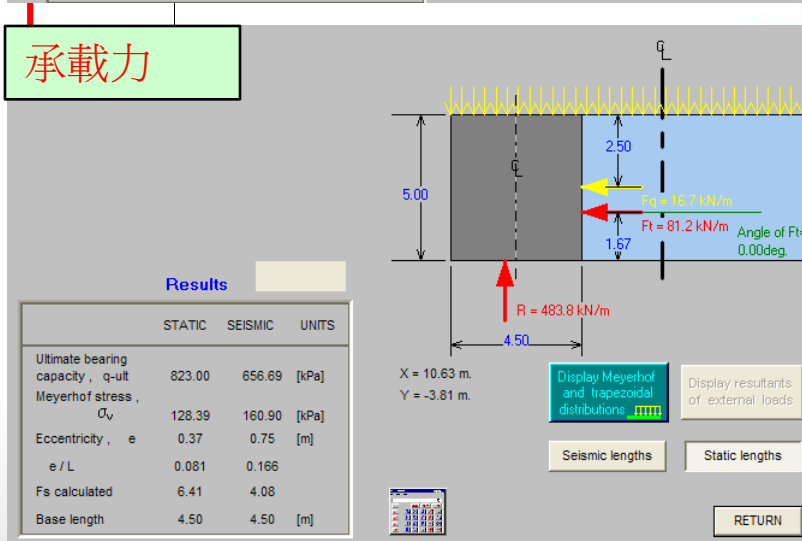 承載力
℄
2.50
℄
5.00
Fq = 16.7 kN/m
Ft = 81.2 kN/m
Angle of Ft=
1.67
0.00deg.
R = 483.8 kN/m
4.50
Results
STATIC SEISMIC UNITS
Ultimate bearing
capacity , q-ult 823.00 656.69 [kPa]
Meyerhof stress ,
σv 128.39 160.90 [kPa]
Eccentricity , e 0.37 0.75 [m]
e / L 0.081 0.166
Fs calculated 6.41 4.08
Base length 4.50 4.50 [m]
X = 10.63 m.
Y = -3.81 m.
Display Meyerhof
and trapezoidal
distributions
Display resultants
of external loads
Seismic lengths
Static lengths
RETURN